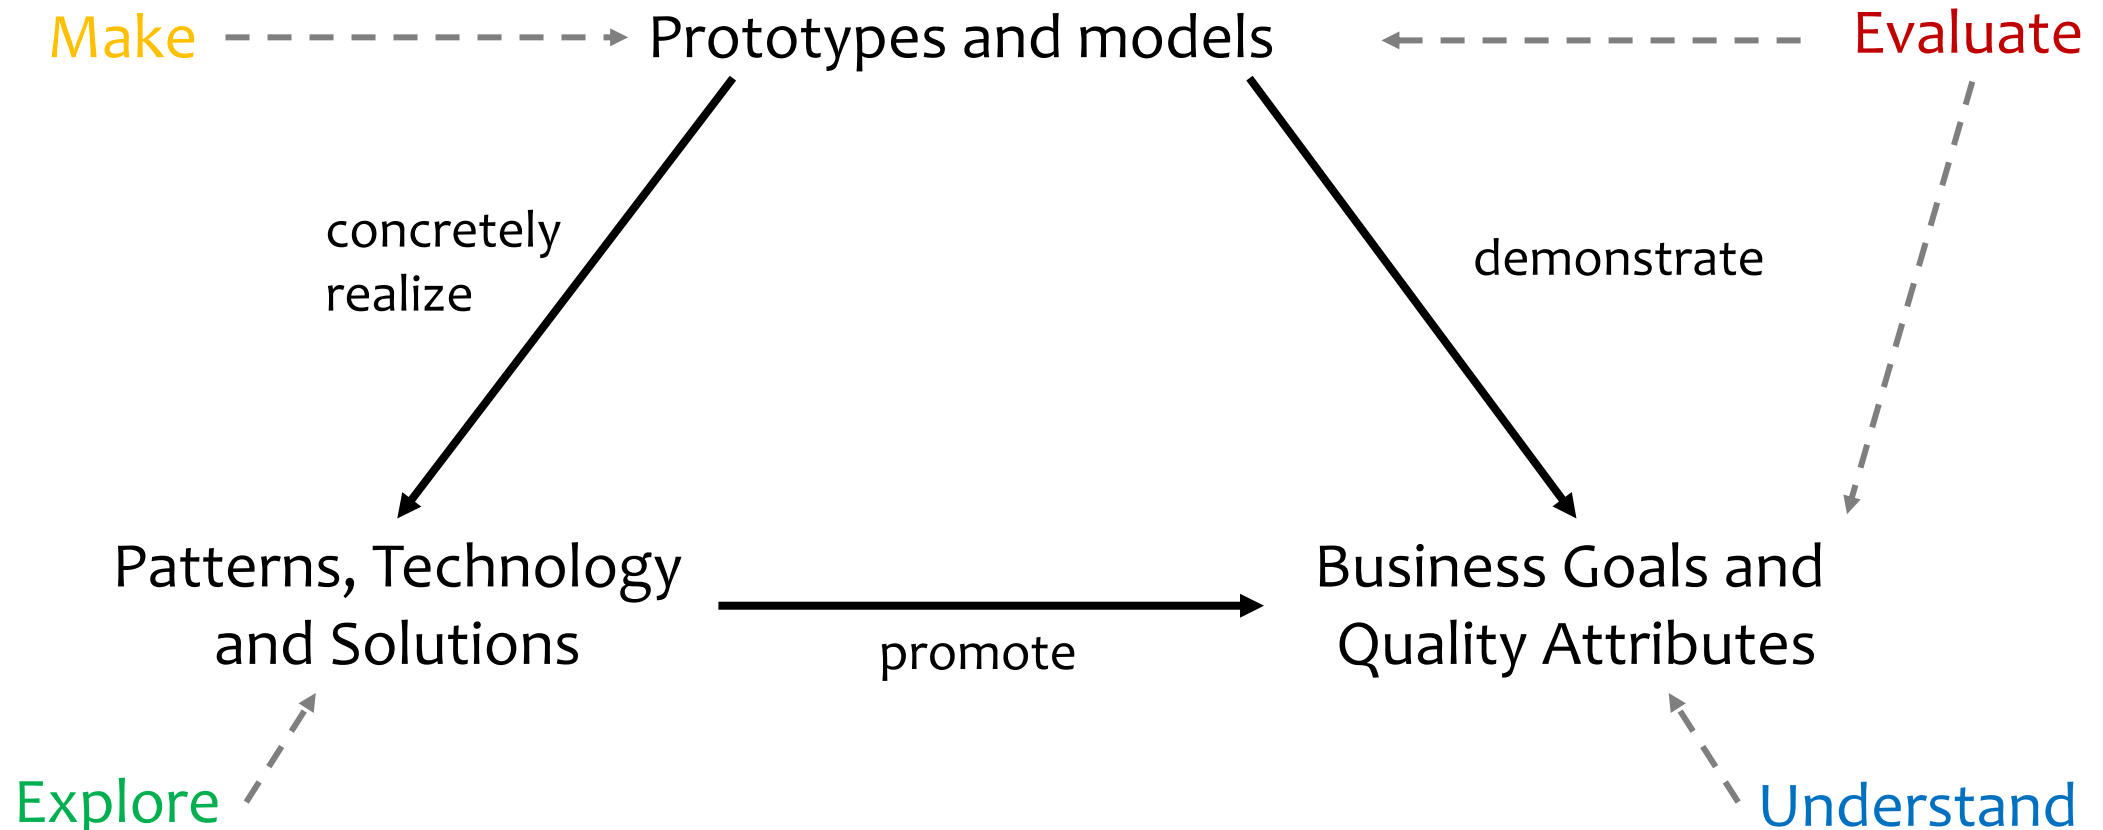 Make
Prototypes and models
Evaluate
concretely
realize
demonstrate
Patterns, Technology
and Solutions
promote
Business Goals and
Quality Attributes
Explore
Understand